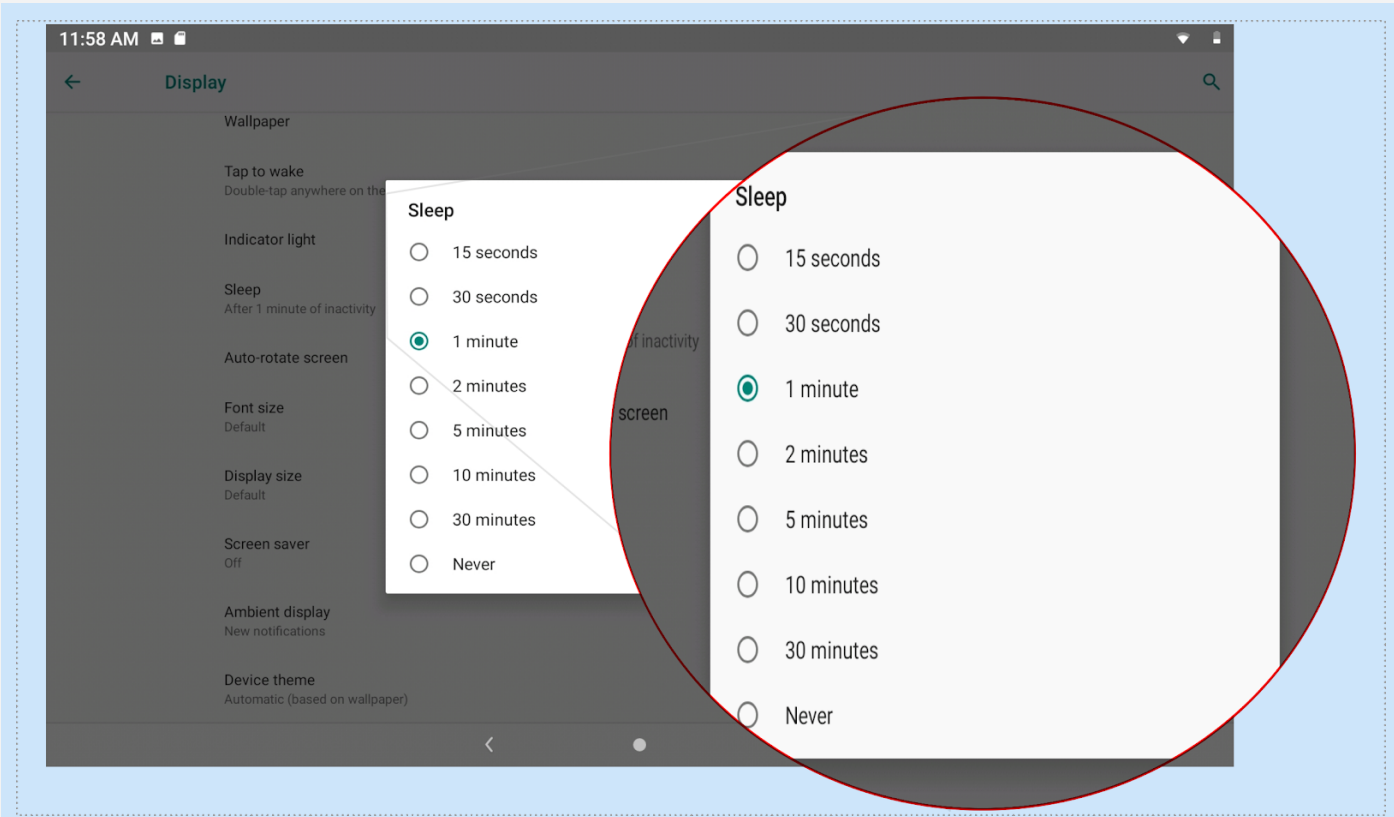 11:58 AM
Display
Wallpaper
Tap to wake
Double-tap anywhere on the
Indicator light
Sleep
After 1 minute of inactivity
Auto-rotate screen
Font size
Default
Display size
Default
Screen saver
Off
Ambient display
New notifications
Device theme
Automatic (based on wallpaper)
Sleep
15 seconds
30 seconds
1 minute
2 minutes
5 minutes
10 minutes
30 minutes
Never
of inactivity
screen
Sleep
15 seconds
30 seconds
1 minute
2 minutes
5 minutes
10 minutes
30 minutes
Never